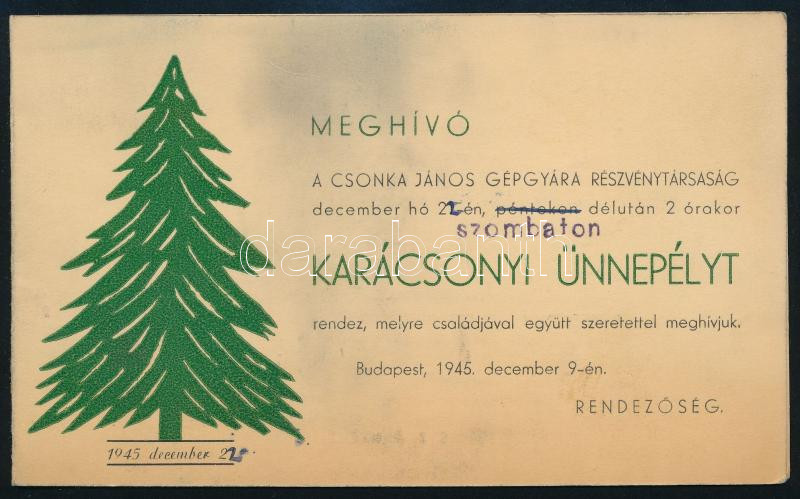 MEGHÍVÓ
A CSONKA JÁNOS GÉPGYÁRA RÉSZVÉNYTÁRSASÁG
december hó 22-én, pénteken délután 2 órakor
szombaton
KARÁCSONYI ÜNNEPÉLYT
rendez, melyre családjával együtt szeretettel meghívjuk.
Budapest, 1945. december 9-én.
RENDEZŐSÉG.
1945 december 22.
darabanth